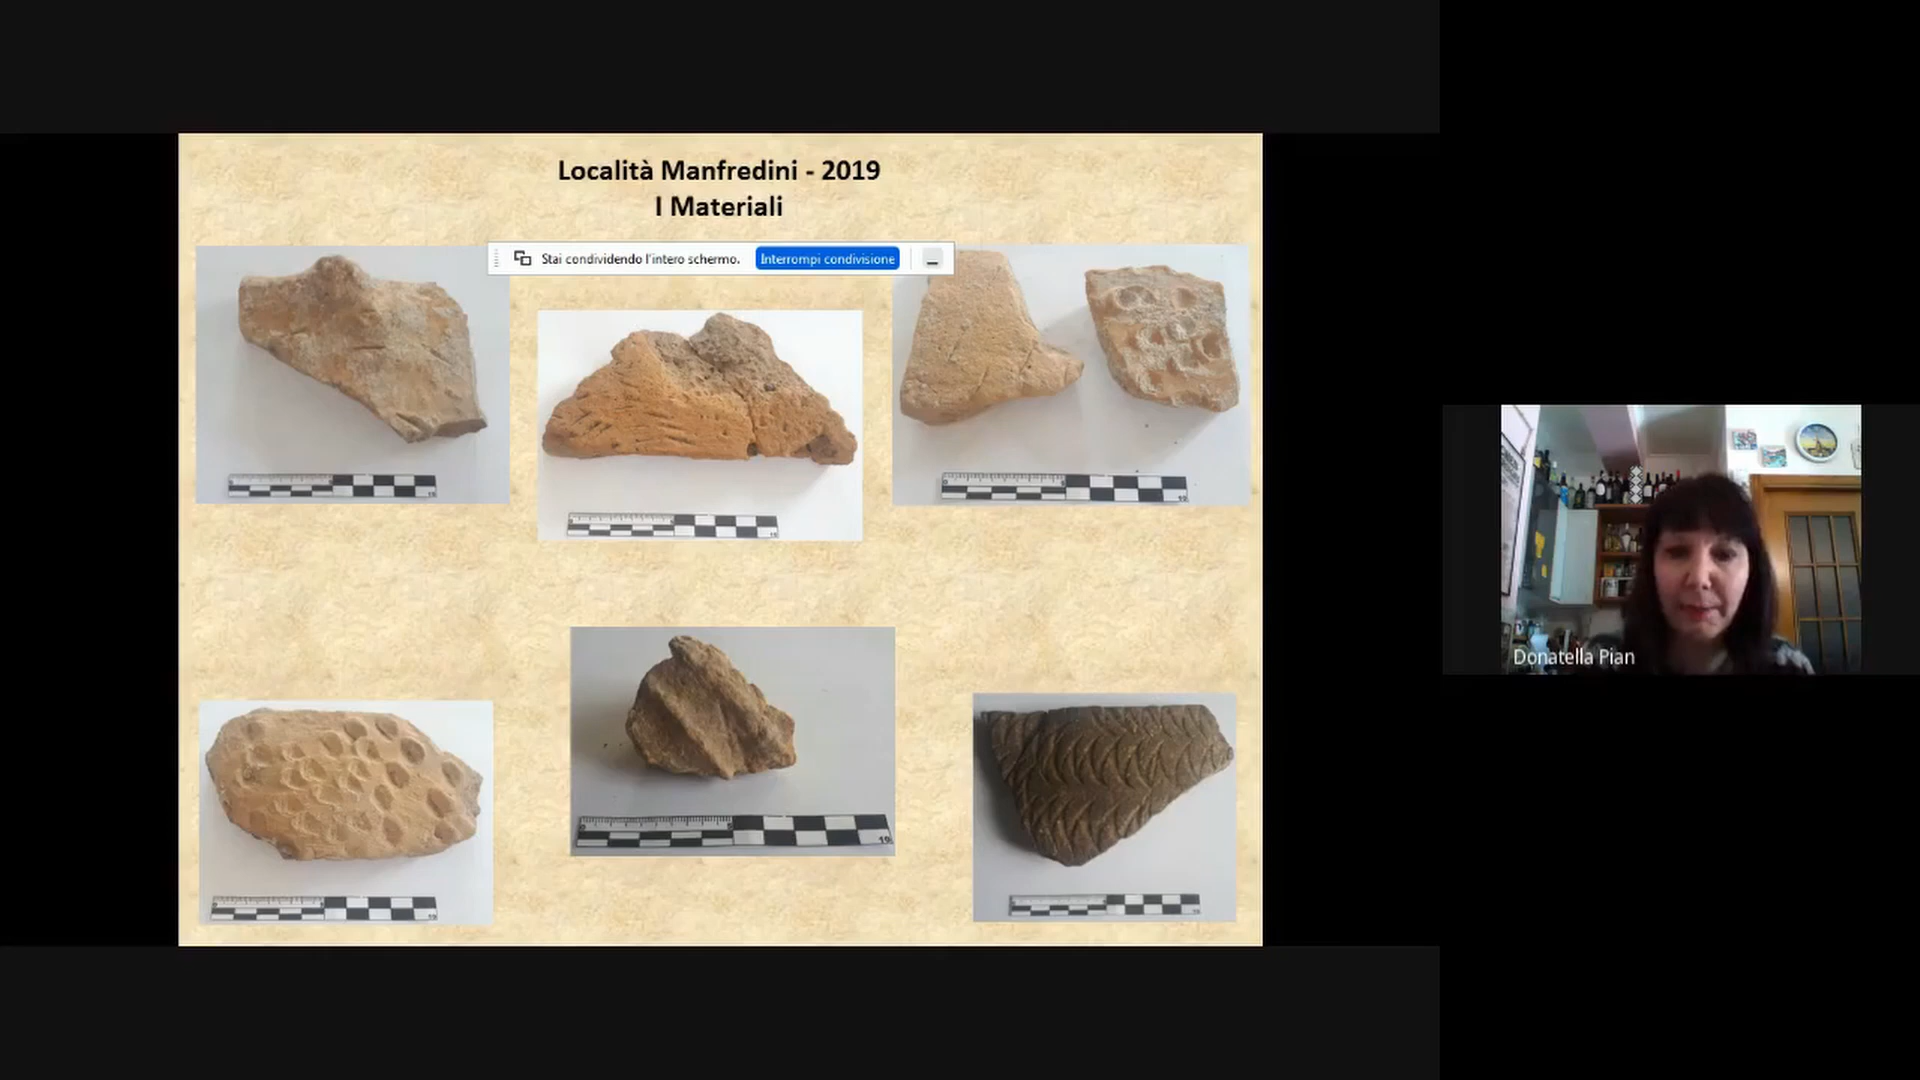 Località Manfredini - 2019
I Materiali
Stai condividendo l'intero schermo. Interrompi condivisione
Donatella Pian